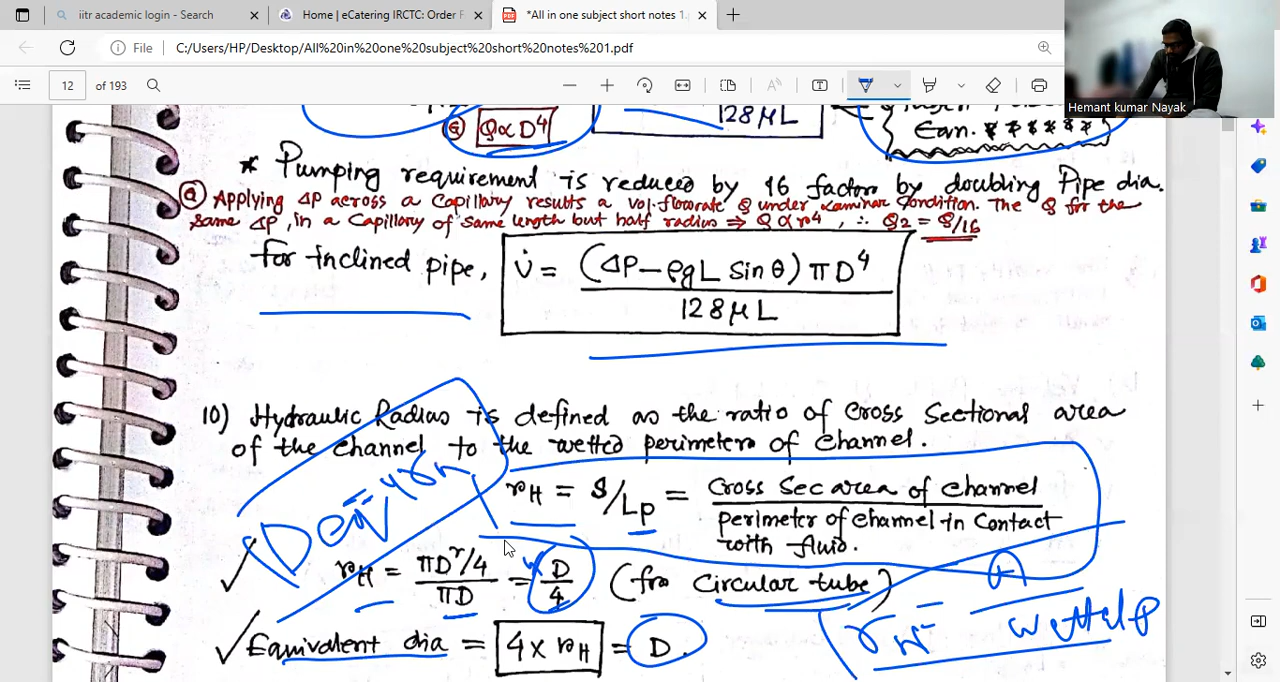 iitr academic login - Search
Home | eCatering IRCTC: Order F
*All in one subject short notes 1.p
File
C:/Users/HP/Desktop/All%20in%20one%20subject%20short%20notes%201.pdf
12 of 193
Hemant kumar Nayak
Q Q∝D⁴
128μL
Eqn. * * * * * *
* Pumping requirement is reduced by 16 factor by doubling Pipe dia.
Q Applying ΔP across a Capillary results a vol. flowrate Q under Laminar Condition. The Q for the
same ΔP, in a Capillary of same length but half radius ⇒ Q∝r⁴, ∴ Q₂ = Q/16
For inclined pipe, V̇ = (ΔP - ρgL Sinθ) πD⁴ / 128μL
10) Hydraulic Radius is defined as the ratio of Cross Sectional area
of the channel to the wetted perimeters of Channel.
rH = S/Lp = Cross Sec area of Channel / perimeter of channel in Contact with fluid.
Deqv = 4rH
rH = πD²/4 / πD = D/4 (for Circular tube)
rH = A / wetted P
Equivalent dia = 4 x rH = D.